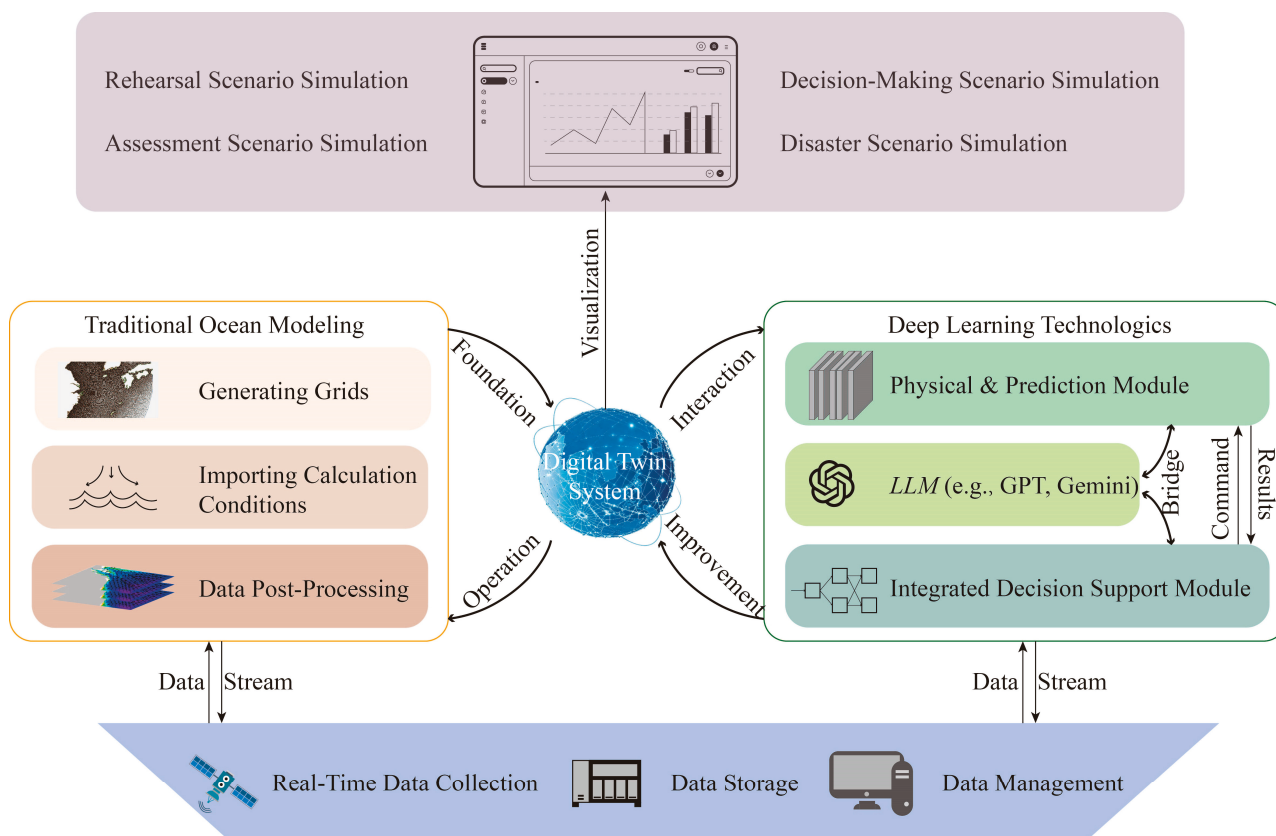 Rehearsal Scenario Simulation
Decision-Making Scenario Simulation
Assessment Scenario Simulation
Disaster Scenario Simulation
Visualization
Traditional Ocean Modeling
Generating Grids
Importing Calculation
Conditions
Data Post-Processing
Foundation
Operation
Digital Twin
System
Interaction
Improvement
Deep Learning Technologics
Physical & Prediction Module
LLM (e.g., GPT, Gemini)
Integrated Decision Support Module
Bridge
Command
Results
Data Stream
Data Stream
Real-Time Data Collection
Data Storage
Data Management